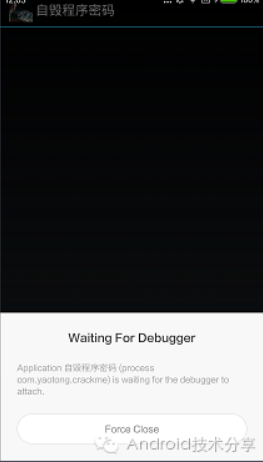 12:05
100%
自毁程序密码
Waiting For Debugger
Application 自毁程序密码 (process
com.yaotong.crackme) is waiting for the debugger to
attach.
Force Close
Android技术分享